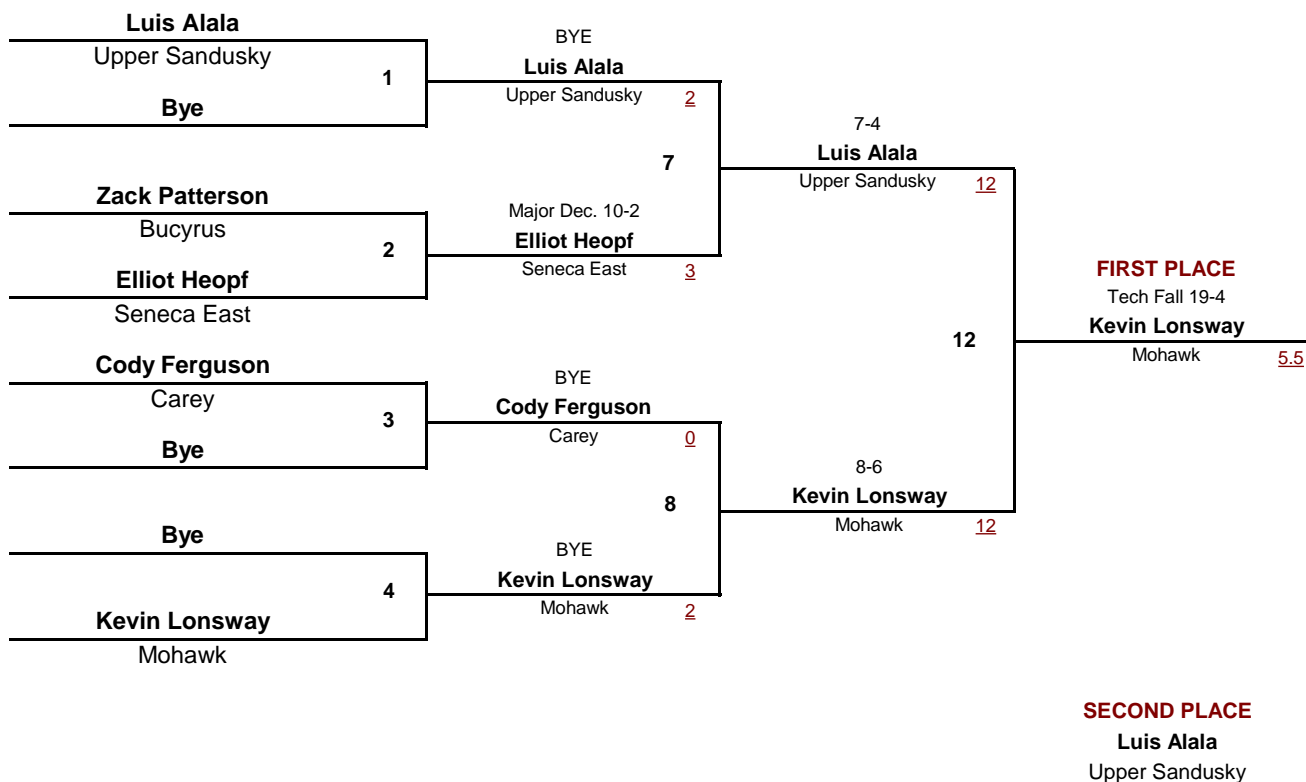 Luis Alala
Upper Sandusky
1
Bye
Zack Patterson
Bucyrus
2
Elliot Heopf
Seneca East
Cody Ferguson
Carey
3
Bye
Bye
4
Kevin Lonsway
Mohawk
BYE
Luis Alala
Upper Sandusky 2
7
Major Dec. 10-2
Elliot Heopf
Seneca East 3
BYE
Cody Ferguson
Carey 0
8
BYE
Kevin Lonsway
Mohawk 2
7-4
Luis Alala
Upper Sandusky 12
12
8-6
Kevin Lonsway
Mohawk 12
FIRST PLACE
Tech Fall 19-4
Kevin Lonsway
Mohawk 5.5
SECOND PLACE
Luis Alala
Upper Sandusky